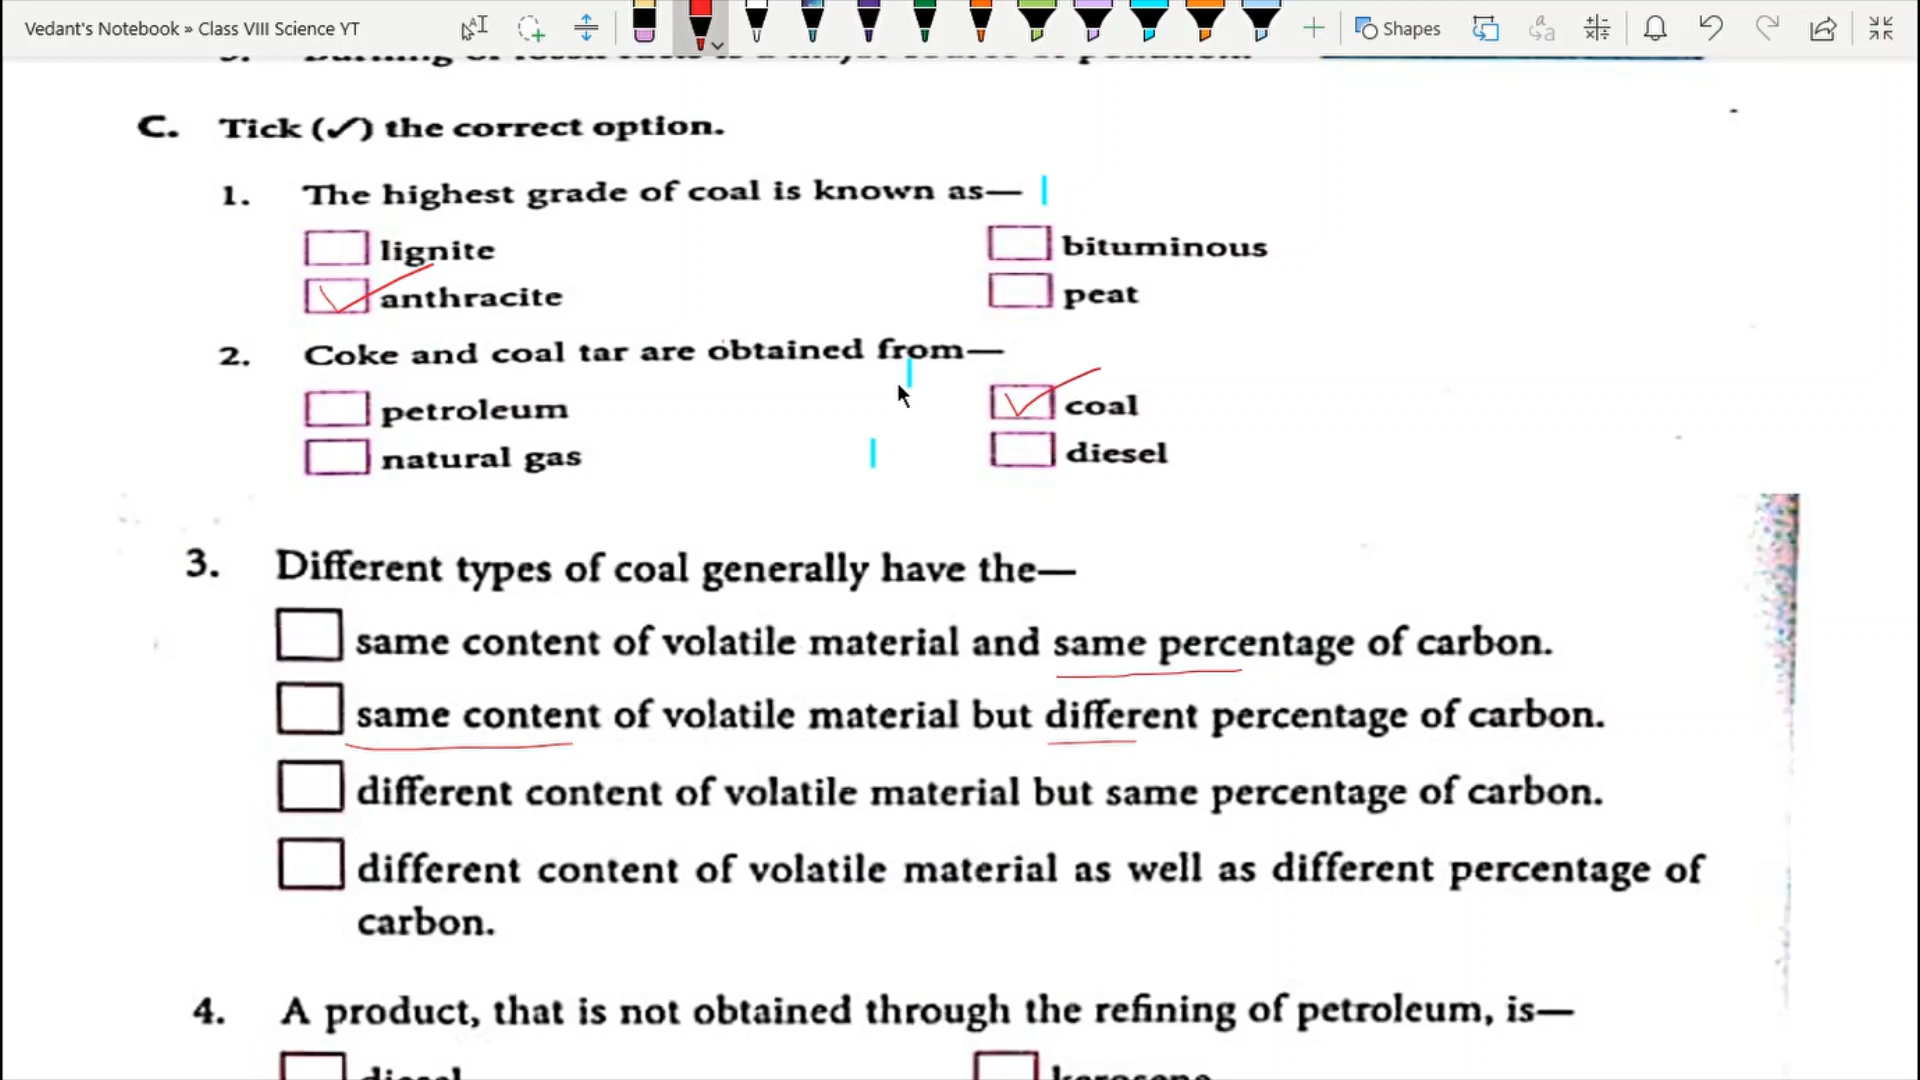 Vedant's Notebook » Class VIII Science YT
Shapes
C. Tick (✓) the correct option.
1. The highest grade of coal is known as—
lignite
bituminous
anthracite
peat
2. Coke and coal tar are obtained from—
petroleum
coal
natural gas
diesel
3. Different types of coal generally have the—
same content of volatile material and same percentage of carbon.
same content of volatile material but different percentage of carbon.
different content of volatile material but same percentage of carbon.
different content of volatile material as well as different percentage of
carbon.
4. A product, that is not obtained through the refining of petroleum, is—
diesel
kerosene